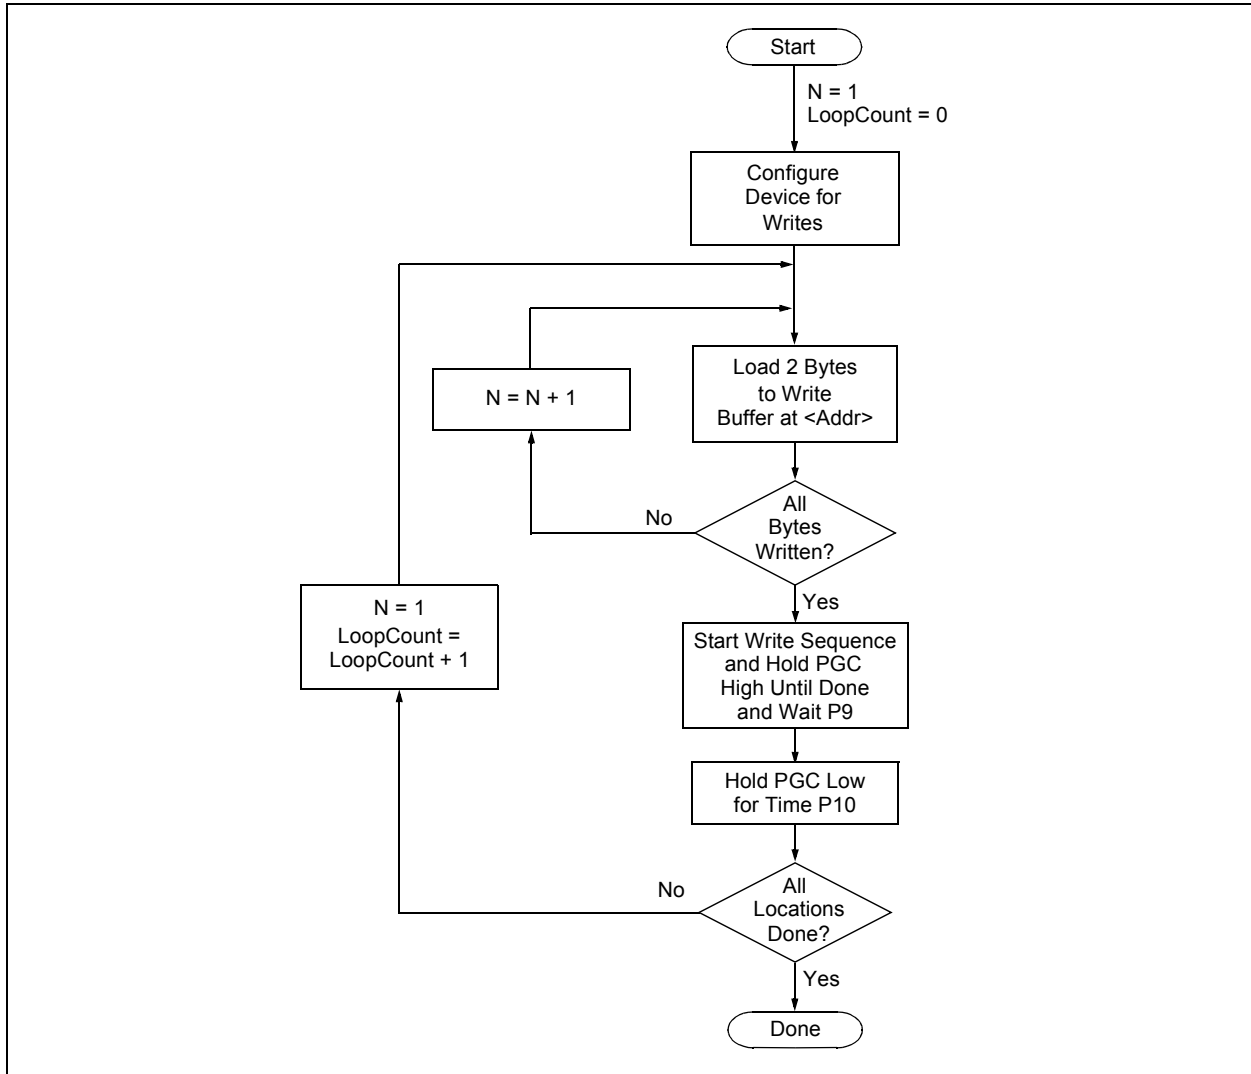 Start
N = 1
LoopCount = 0
Configure
Device for
Writes
Load 2 Bytes
to Write
Buffer at <Addr>
N = N + 1
All
Bytes
Written?
No
Yes
N = 1
LoopCount =
LoopCount + 1
Start Write Sequence
and Hold PGC
High Until Done
and Wait P9
Hold PGC Low
for Time P10
All
Locations
Done?
No
Yes
Done